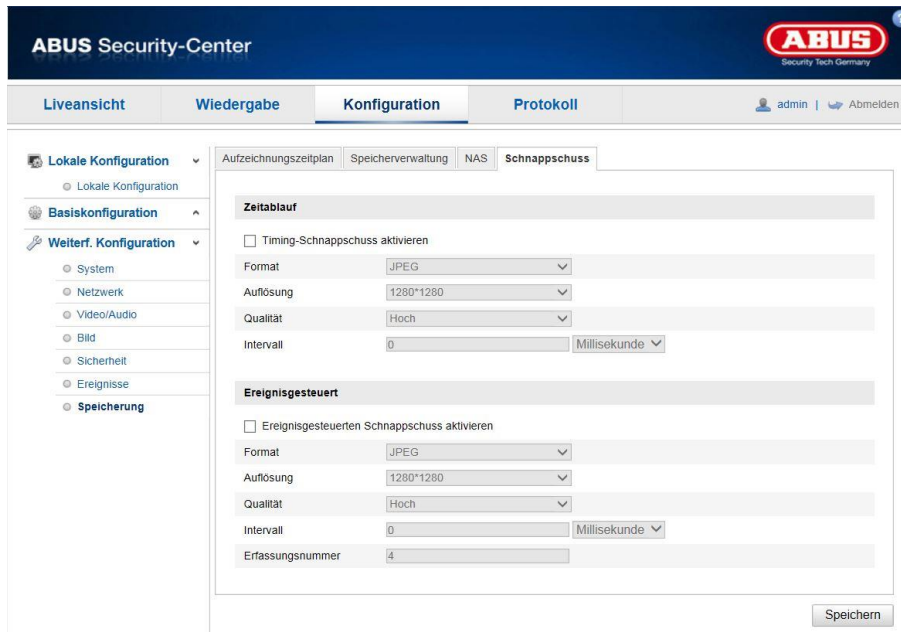 ABUS Security-Center
ABUS
Security Tech Germany
?
Liveansicht
Wiedergabe
Konfiguration
Protokoll
admin | Abmelden
Lokale Konfiguration
Lokale Konfiguration
Basiskonfiguration
Weiterf. Konfiguration
System
Netzwerk
Video/Audio
Bild
Sicherheit
Ereignisse
Speicherung
Aufzeichnungszeitplan
Speicherverwaltung
NAS
Schnappschuss
Zeitablauf
Timing-Schnappschuss aktivieren
Format JPEG
Auflösung 1280*1280
Qualität Hoch
Intervall 0 Millisekunde
Ereignisgesteuert
Ereignisgesteuerten Schnappschuss aktivieren
Format JPEG
Auflösung 1280*1280
Qualität Hoch
Intervall 0 Millisekunde
Erfassungsnummer 4
Speichern